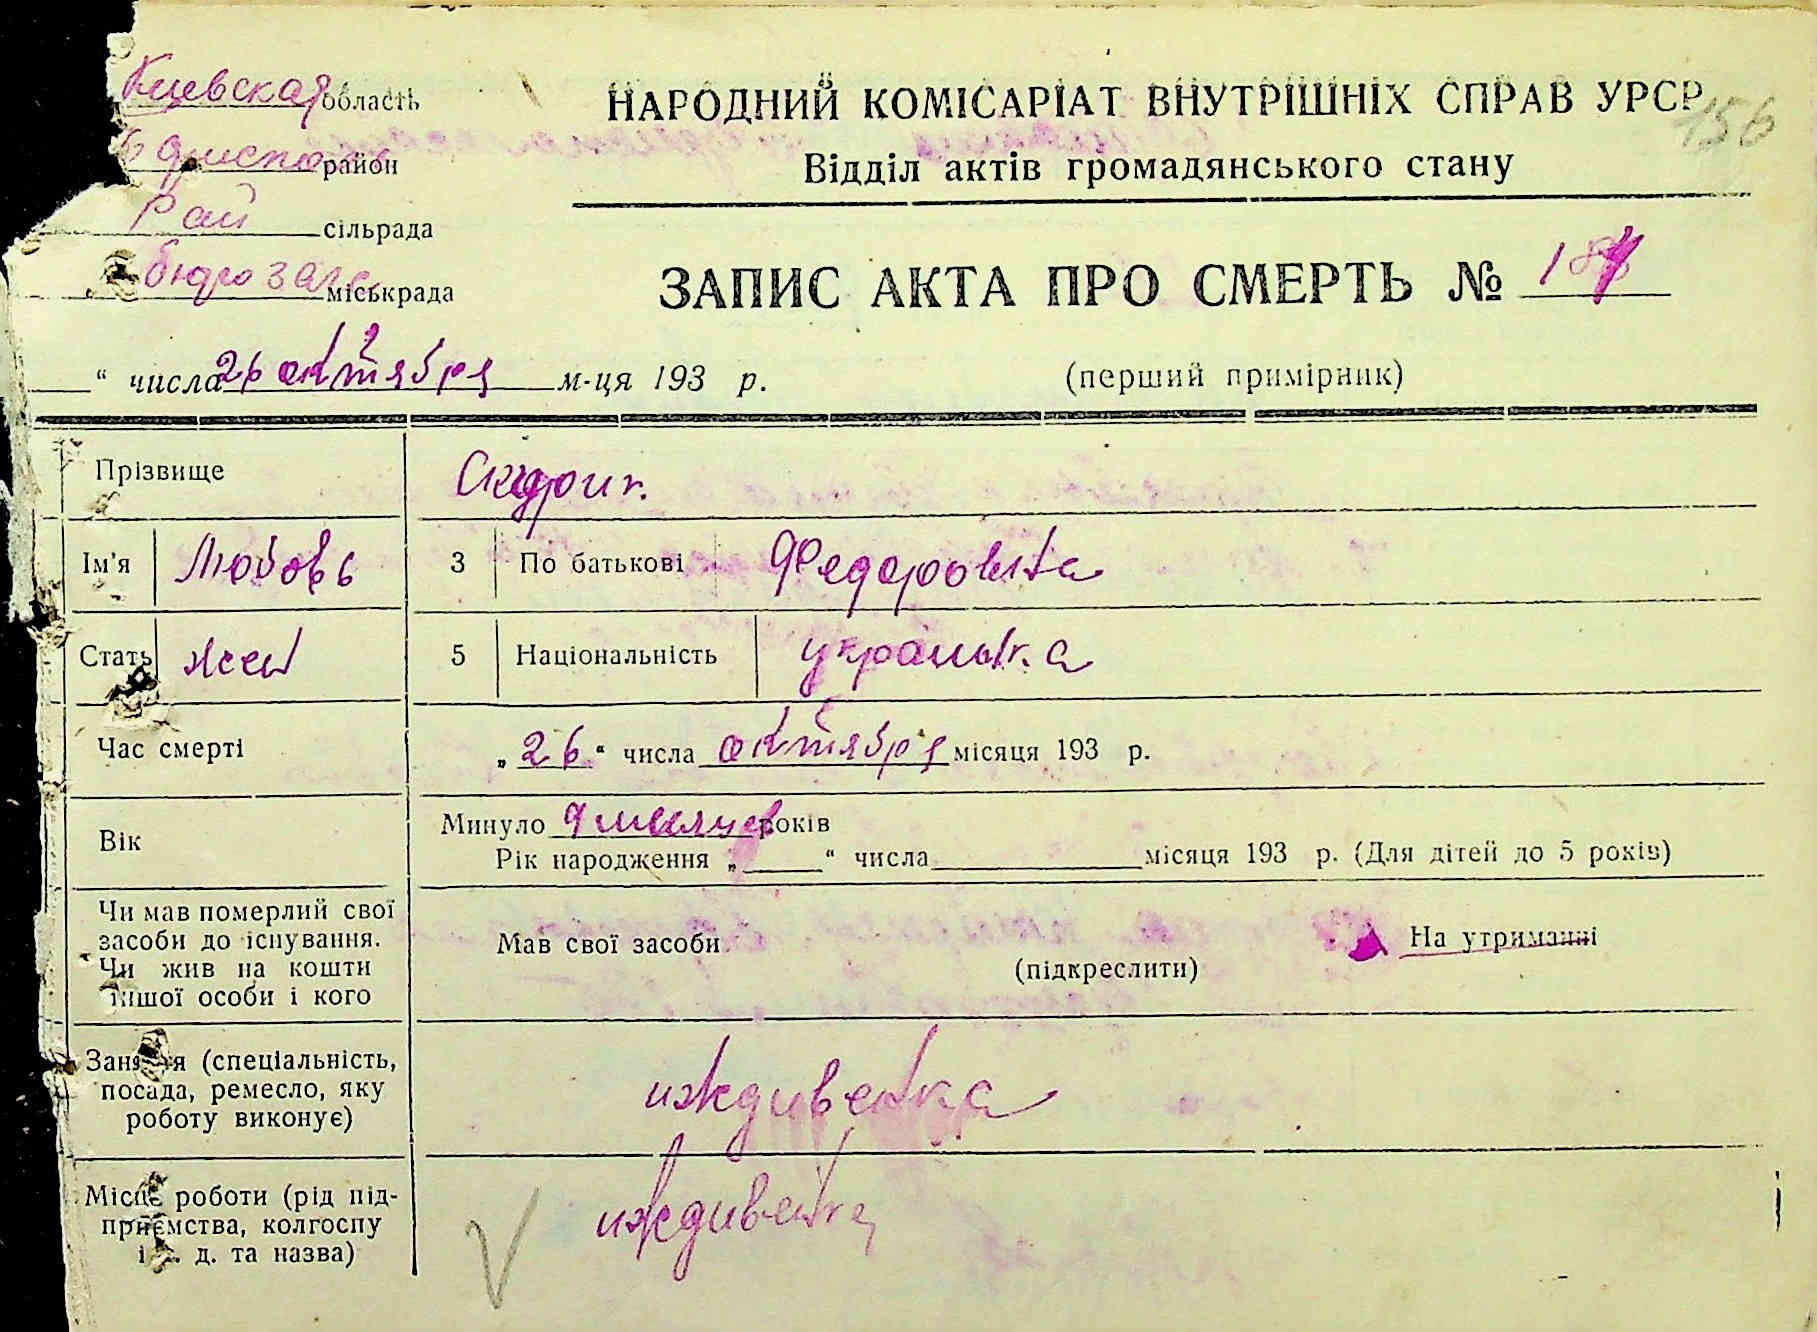 Киевская область
156
район
Рай сільрада
бюро загс міськрада
НАРОДНИЙ КОМІСАРІАТ ВНУТРІШНІХ СПРАВ УРСР
Відділ актів громадянського стану
ЗАПИС АКТА ПРО СМЕРТЬ №
“ числа 26 октября м-ця 193 р.
(перший примірник)
Прізвище
Ім'я Любовь 3 По батькові Федоровна
Стать жен 5 Національність українка
Час смерті „26“ числа октября місяця 193 р.
Вік
Минуло 9 месяцев років
Рік народження „ “ числа місяця 193 р. (Для дітей до 5 років)
Чи мав померлий свої
засоби до існування.
Чи жив на кошти
іншої особи і кого
Мав свої засоби
(підкреслити)
На утриманні
Заняття (спеціальність,
посада, ремесло, яку
роботу виконує)
иждивенка
Місце роботи (рід під-
приємства, колгоспу
і т. д. та назва)
иждивенка